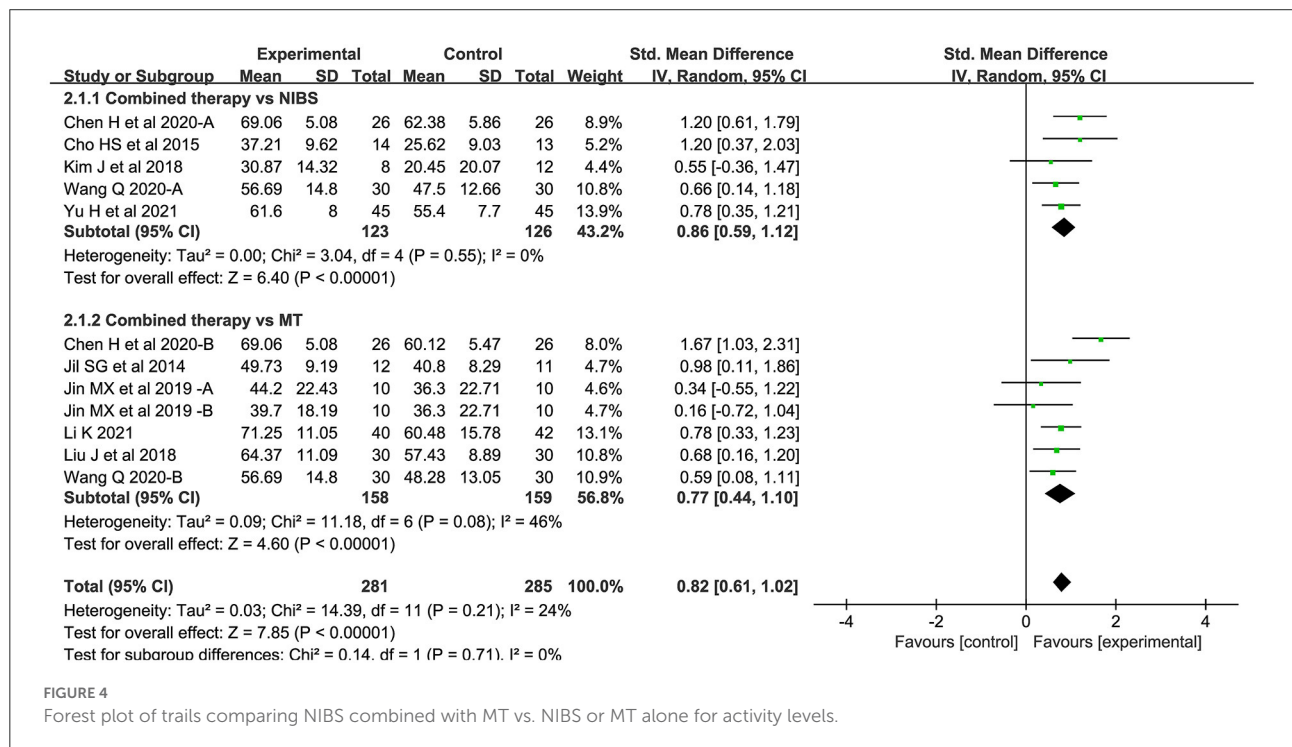 Experimental Control Std. Mean Difference Std. Mean Difference
Study or Subgroup Mean SD Total Mean SD Total Weight IV, Random, 95% CI IV, Random, 95% CI
2.1.1 Combined therapy vs NIBS
Chen H et al 2020-A 69.06 5.08 26 62.38 5.86 26 8.9% 1.20 [0.61, 1.79]
Cho HS et al 2015 37.21 9.62 14 25.62 9.03 13 5.2% 1.20 [0.37, 2.03]
Kim J et al 2018 30.87 14.32 8 20.45 20.07 12 4.4% 0.55 [-0.36, 1.47]
Wang Q 2020-A 56.69 14.8 30 47.5 12.66 30 10.8% 0.66 [0.14, 1.18]
Yu H et al 2021 61.6 8 45 55.4 7.7 45 13.9% 0.78 [0.35, 1.21]
Subtotal (95% CI) 123 126 43.2% 0.86 [0.59, 1.12]
Heterogeneity: Tau² = 0.00; Chi² = 3.04, df = 4 (P = 0.55); I² = 0%
Test for overall effect: Z = 6.40 (P < 0.00001)
2.1.2 Combined therapy vs MT
Chen H et al 2020-B 69.06 5.08 26 60.12 5.47 26 8.0% 1.67 [1.03, 2.31]
Jil SG et al 2014 49.73 9.19 12 40.8 8.29 11 4.7% 0.98 [0.11, 1.86]
Jin MX et al 2019 -A 44.2 22.43 10 36.3 22.71 10 4.6% 0.34 [-0.55, 1.22]
Jin MX et al 2019 -B 39.7 18.19 10 36.3 22.71 10 4.7% 0.16 [-0.72, 1.04]
Li K 2021 71.25 11.05 40 60.48 15.78 42 13.1% 0.78 [0.33, 1.23]
Liu J et al 2018 64.37 11.09 30 57.43 8.89 30 10.8% 0.68 [0.16, 1.20]
Wang Q 2020-B 56.69 14.8 30 48.28 13.05 30 10.9% 0.59 [0.08, 1.11]
Subtotal (95% CI) 158 159 56.8% 0.77 [0.44, 1.10]
Heterogeneity: Tau² = 0.09; Chi² = 11.18, df = 6 (P = 0.08); I² = 46%
Test for overall effect: Z = 4.60 (P < 0.00001)
Total (95% CI) 281 285 100.0% 0.82 [0.61, 1.02]
Heterogeneity: Tau² = 0.03; Chi² = 14.39, df = 11 (P = 0.21); I² = 24%
Test for overall effect: Z = 7.85 (P < 0.00001)
Test for subgroup differences: Chi² = 0.14, df = 1 (P = 0.71), I² = 0%
-4 -2 0 2 4
Favours [control] Favours [experimental]
FIGURE 4
Forest plot of trails comparing NIBS combined with MT vs. NIBS or MT alone for activity levels.